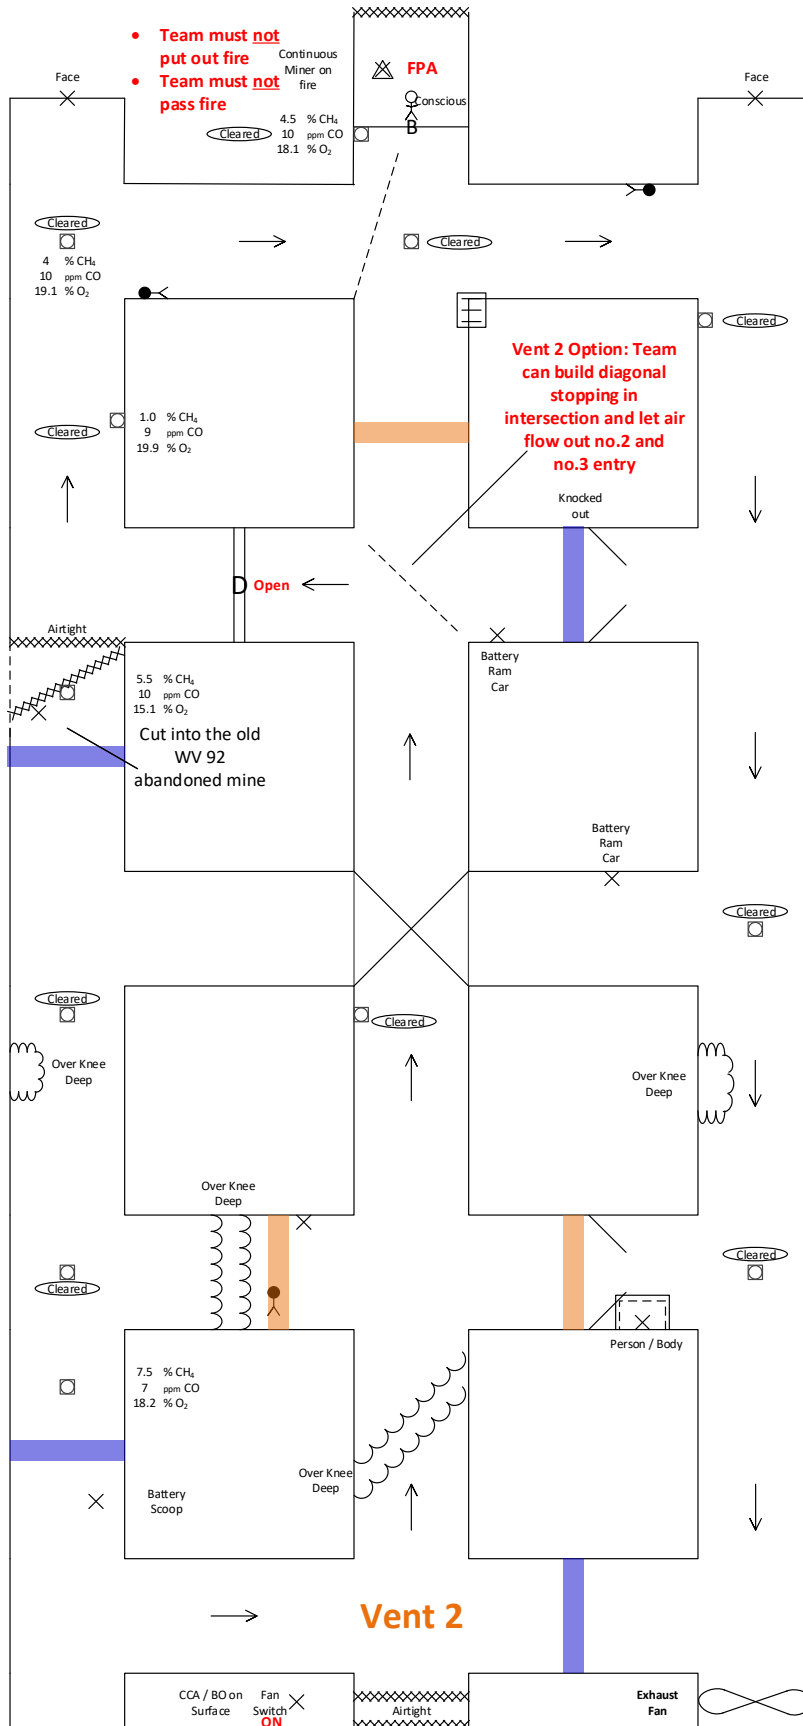 • Team must not
put out fire
• Team must not
pass fire
Continuous
Miner on
fire
FPA
Conscious
B
Face
Face
Cleared
4.5 % CH₄
10 ppm CO
18.1 % O₂
Cleared
4 % CH₄
10 ppm CO
19.1 % O₂
Cleared
Cleared
Vent 2 Option: Team
can build diagonal
stopping in
intersection and let air
flow out no.2 and
no.3 entry
Cleared
1.0 % CH₄
9 ppm CO
19.9 % O₂
Knocked
out
D Open
Airtight
Battery
Ram
Car
5.5 % CH₄
10 ppm CO
15.1 % O₂
Cut into the old
WV 92
abandoned mine
Battery
Ram
Car
Cleared
Cleared
Cleared
Over Knee
Deep
Over Knee
Deep
Over Knee
Deep
Cleared
Cleared
Person / Body
7.5 % CH₄
7 ppm CO
18.2 % O₂
Over Knee
Deep
Battery
Scoop
Vent 2
CCA / BO on
Surface
Fan
Switch
ON
Airtight
Exhaust
Fan